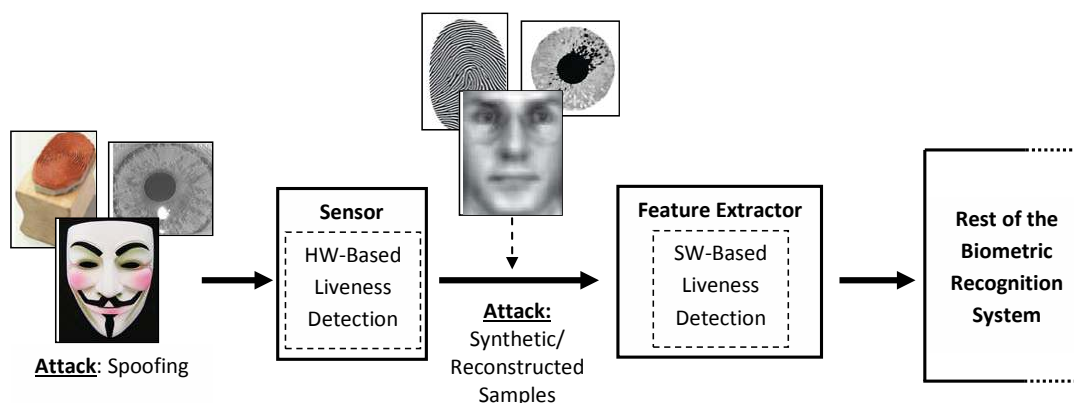 Attack: Spoofing
Sensor
HW-Based
Liveness
Detection
Attack:
Synthetic/
Reconstructed
Samples
Feature Extractor
SW-Based
Liveness
Detection
Rest of the
Biometric
Recognition
System